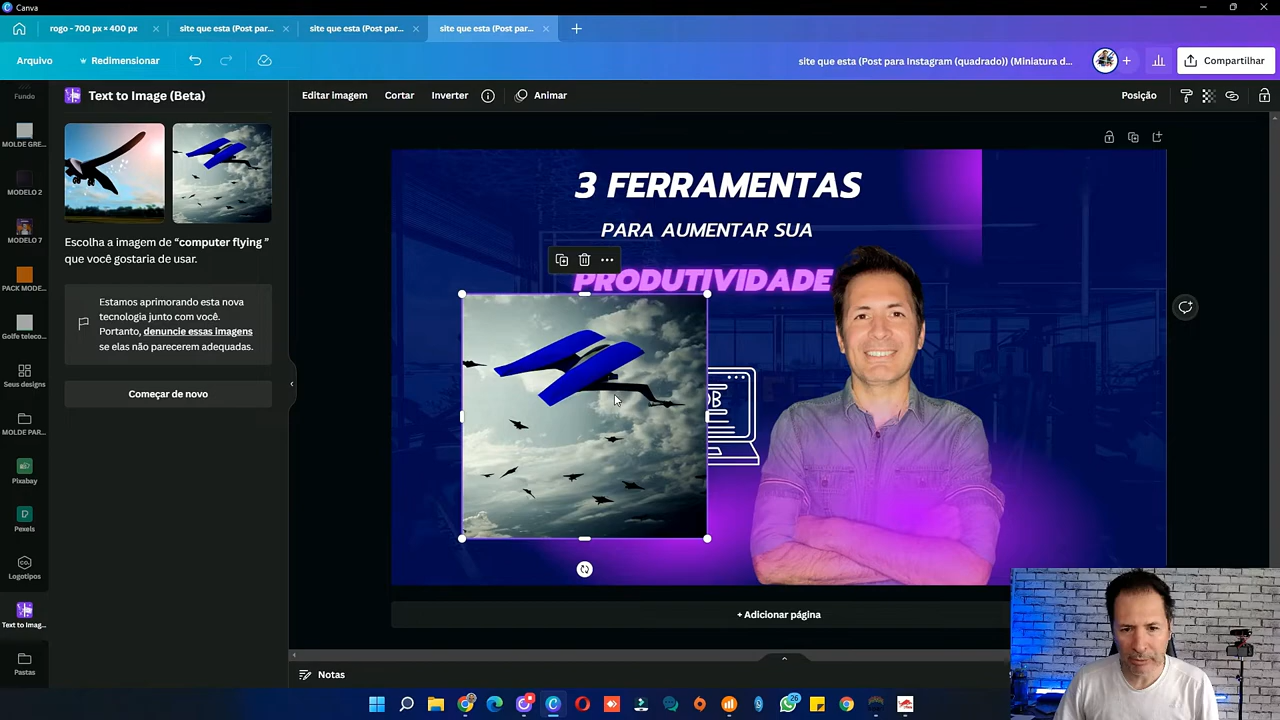 Canva
rogo - 700 px × 400 px
site que esta (Post par...
site que esta (Post par...
site que esta (Post par...
Arquivo
Redimensionar
site que esta (Post para Instagram (quadrado)) (Miniatura d...
Compartilhar
Fundo
Text to Image (Beta)
Editar imagem
Cortar
Inverter
Animar
Posição
MOLDE GRE...
MODELO 2
MODELO 7
PACK MODE...
Golfe teleco...
Seus designs
MOLDE PAR...
Pixabay
Pexels
Logotipos
Text to Imag...
Pastas
Escolha a imagem de “computer flying ”
que você gostaria de usar.
Estamos aprimorando esta nova
tecnologia junto com você.
Portanto, denuncie essas imagens
se elas não parecerem adequadas.
Começar de novo
3 FERRAMENTAS
PARA AUMENTAR SUA
PRODUTIVIDADE
+ Adicionar página
Notas